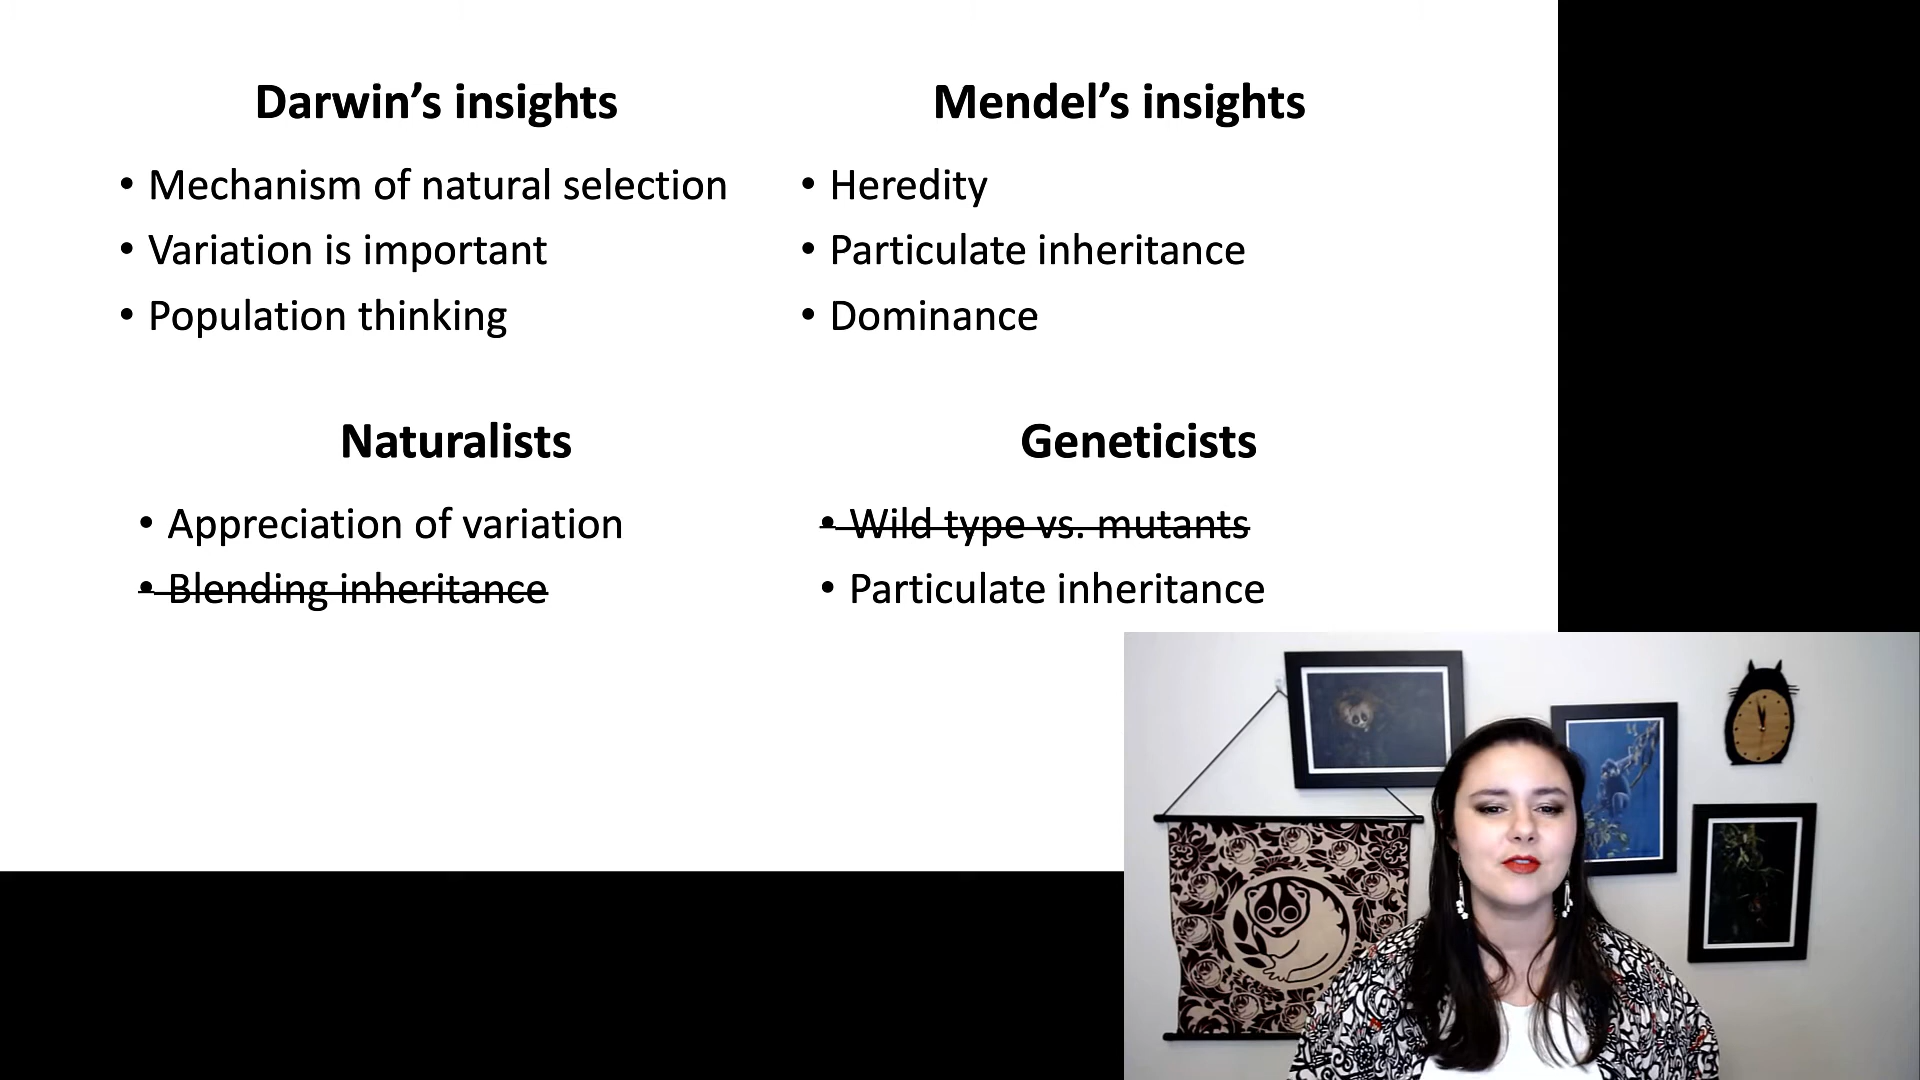 Darwin's insights
• Mechanism of natural selection
• Variation is important
• Population thinking
Mendel's insights
• Heredity
• Particulate inheritance
• Dominance
Naturalists
• Appreciation of variation
• Blending inheritance
Geneticists
• Wild type vs. mutants
• Particulate inheritance